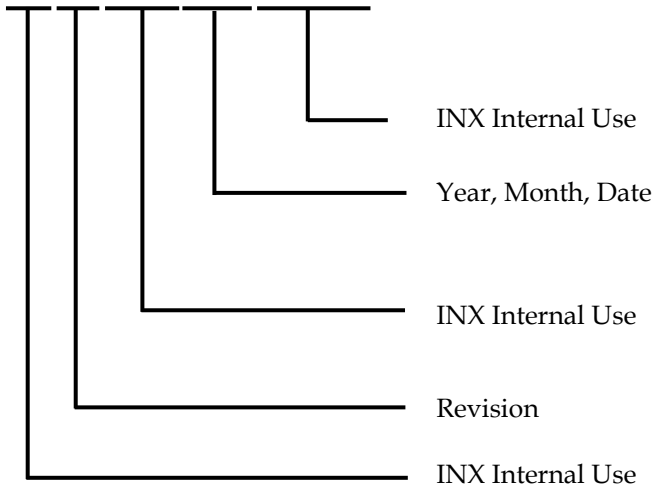 INX Internal Use
Year, Month, Date
INX Internal Use
Revision
INX Internal Use